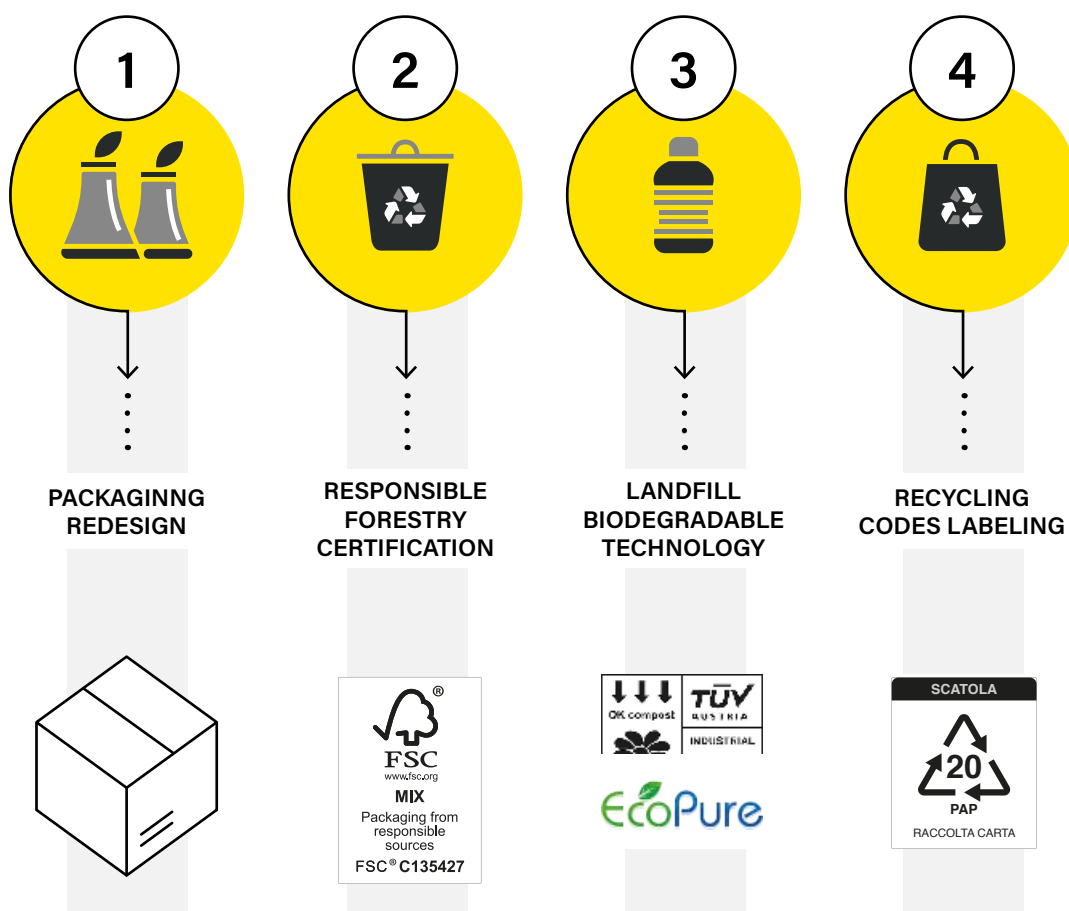 1
2
3
4
PACKAGINNG
REDESIGN
RESPONSIBLE
FORESTRY
CERTIFICATION
LANDFILL
BIODEGRADABLE
TECHNOLOGY
RECYCLING
CODES LABELING
®
FSC
www.fsc.org
MIX
Packaging from
responsible
sources
FSC® C135427
OK compost
TÜV
AUSTRIA
INDUSTRIAL
EcoPure
SCATOLA
20
PAP
RACCOLTA CARTA